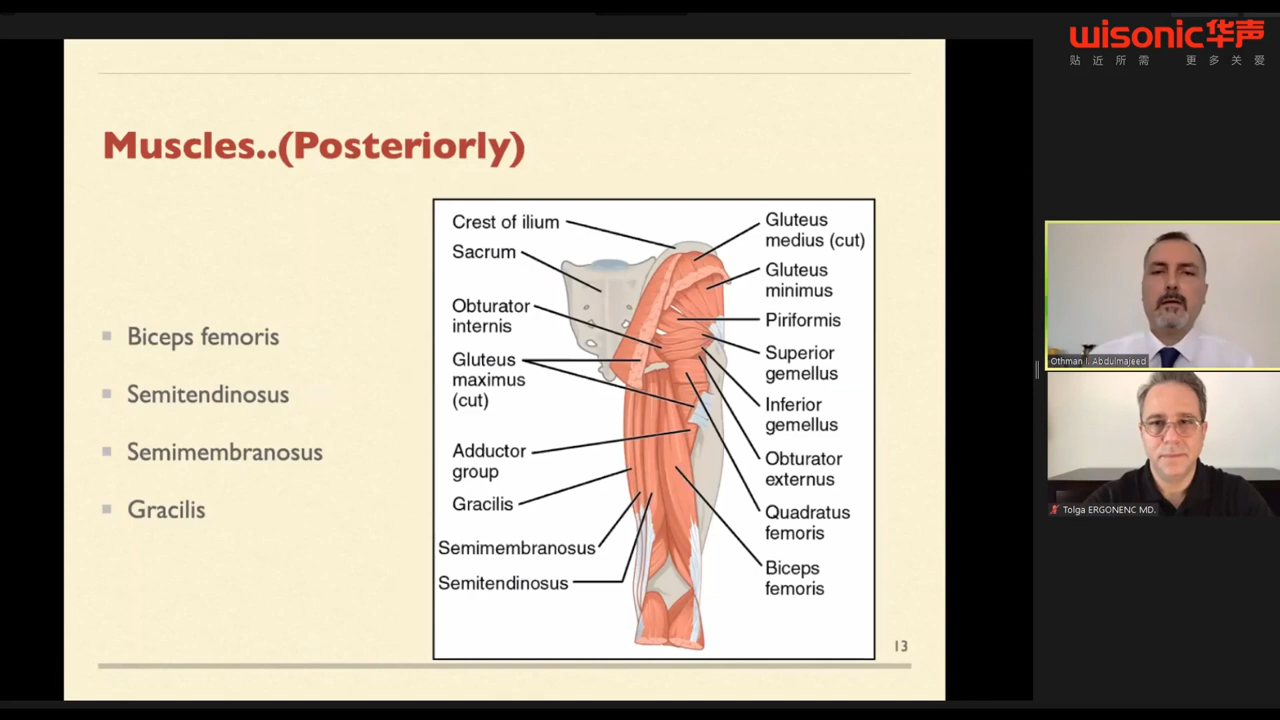 wisonic华声
贴近所需 更多关爱
Muscles..(Posteriorly)
Biceps femoris
Semitendinosus
Semimembranosus
Gracilis
Crest of ilium
Sacrum
Obturator
internis
Gluteus
maximus
(cut)
Adductor
group
Gracilis
Semimembranosus
Semitendinosus
Gluteus
medius (cut)
Gluteus
minimus
Piriformis
Superior
gemellus
Inferior
gemellus
Obturator
externus
Quadratus
femoris
Biceps
femoris
13
Othman I. Abdulmajeed
Tolga ERGONENC MD.